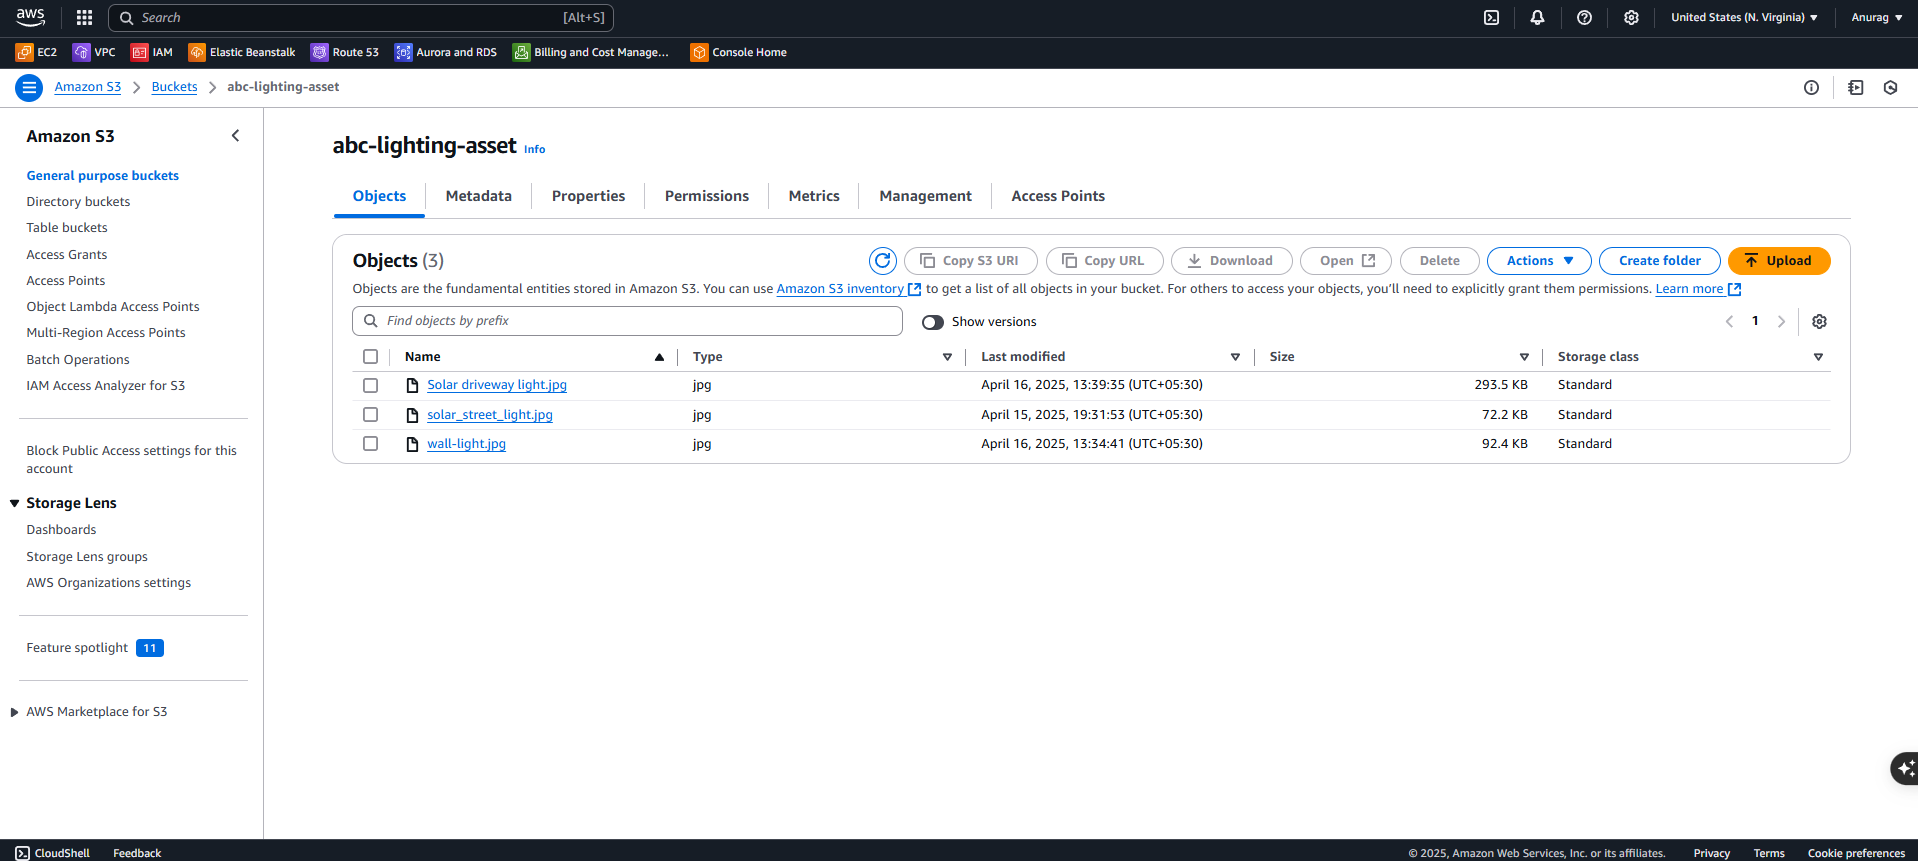 aws Search [Alt+S] United States (N. Virginia) Anurag
EC2 VPC IAM Elastic Beanstalk Route 53 Aurora and RDS Billing and Cost Manage... Console Home
Amazon S3 Buckets abc-lighting-asset
Amazon S3
General purpose buckets
Directory buckets
Table buckets
Access Grants
Access Points
Object Lambda Access Points
Multi-Region Access Points
Batch Operations
IAM Access Analyzer for S3
Block Public Access settings for this
account
Storage Lens
Dashboards
Storage Lens groups
AWS Organizations settings
Feature spotlight 11
AWS Marketplace for S3
abc-lighting-asset Info
Objects Metadata Properties Permissions Metrics Management Access Points
Objects (3) Copy S3 URI Copy URL Download Open Delete Actions Create folder Upload
Objects are the fundamental entities stored in Amazon S3. You can use Amazon S3 inventory to get a list of all objects in your bucket. For others to access your objects, you'll need to explicitly grant them permissions. Learn more
Find objects by prefix Show versions 1
Name Type Last modified Size Storage class
Solar driveway light.jpg jpg April 16, 2025, 13:39:35 (UTC+05:30) 293.5 KB Standard
solar_street_light.jpg jpg April 15, 2025, 19:31:53 (UTC+05:30) 72.2 KB Standard
wall-light.jpg jpg April 16, 2025, 13:34:41 (UTC+05:30) 92.4 KB Standard
CloudShell Feedback © 2025, Amazon Web Services, Inc. or its affiliates. Privacy Terms Cookie preferences